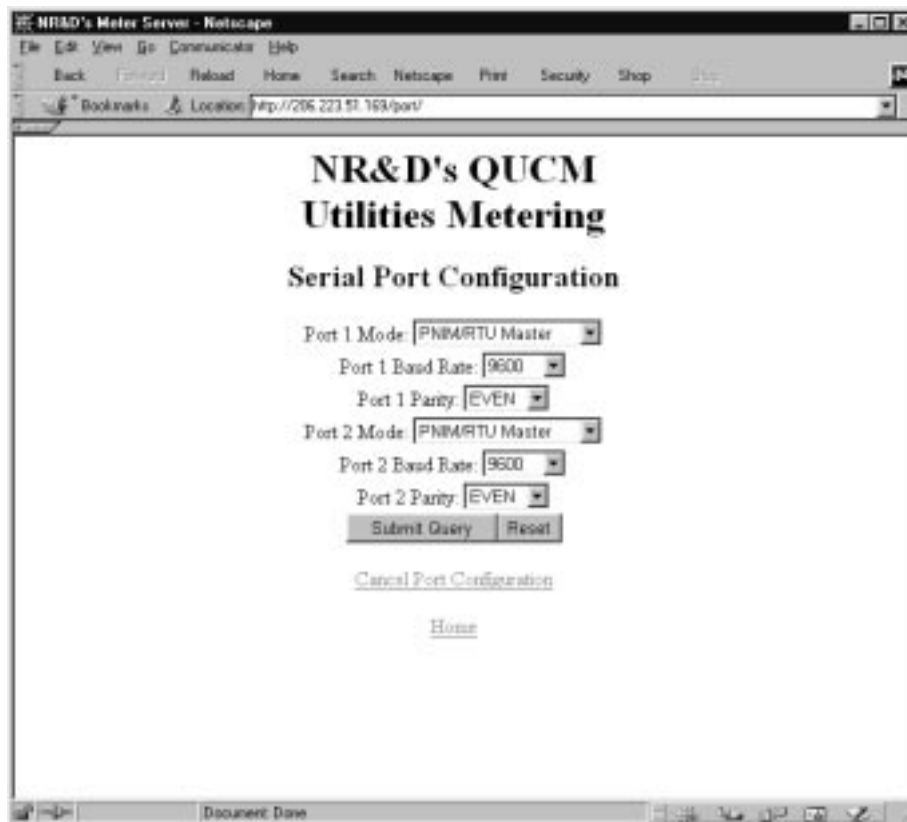 NR&D's Meter Server - Netscape
File Edit View Go Communicator Help
Back Forward Reload Home Search Netscape Print Security Shop Stop
Bookmarks Location: http://206.223.51.169/port/
NR&D's QUCM
Utilities Metering
Serial Port Configuration
Port 1 Mode: PNIM/RTU Master
Port 1 Baud Rate: 9600
Port 1 Parity: EVEN
Port 2 Mode: PNIM/RTU Master
Port 2 Baud Rate: 9600
Port 2 Parity: EVEN
Submit Query Reset
Cancel Port Configuration
Home
Document: Done